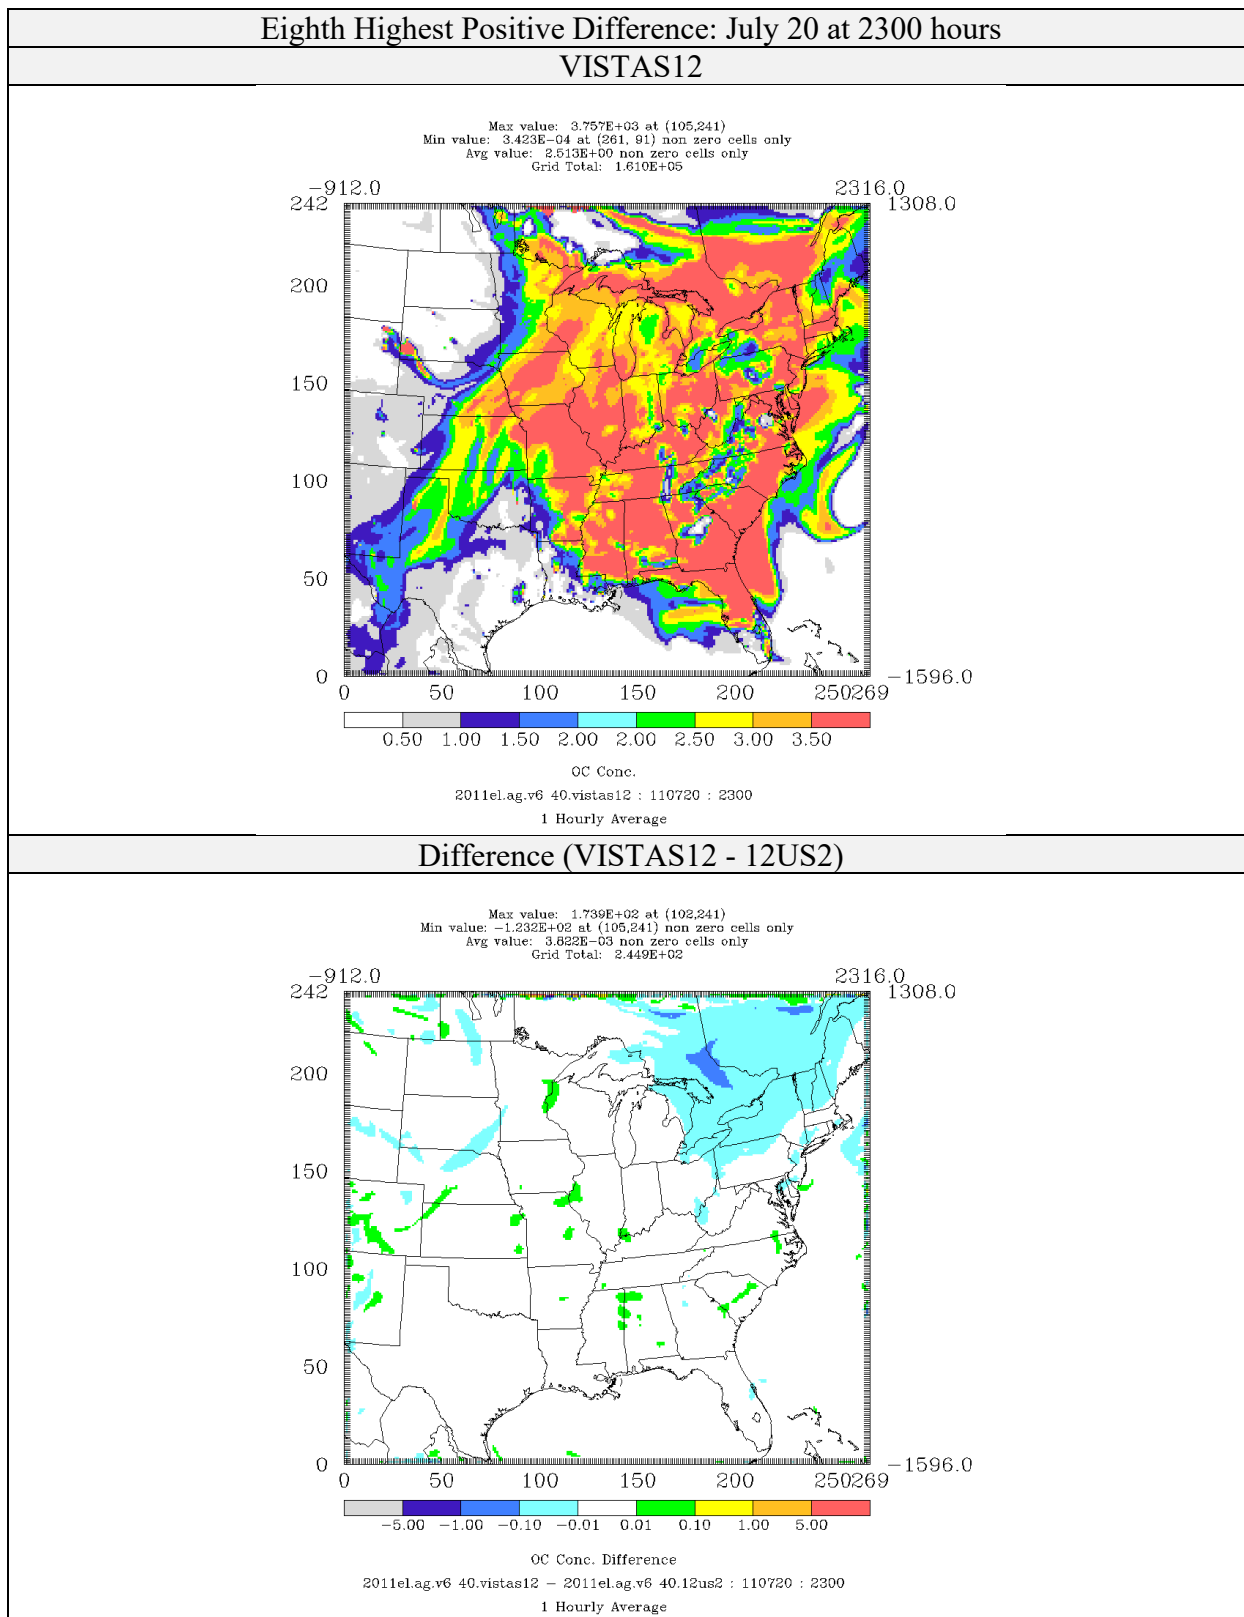 Eighth Highest Positive Difference: July 20 at 2300 hours
VISTAS12
Max value: 3.757E+03 at (105,241)
Min value: 3.423E-04 at (261, 91) non zero cells only
Avg value: 2.513E+00 non zero cells only
Grid Total: 1.610E+05
-912.0 2316.0
242 1308.0
200
150
100
50
0 -1596.0
0 50 100 150 200 250269
0.50 1.00 1.50 2.00 2.00 2.50 3.00 3.50
OC Conc.
2011el.ag.v6 40.vistas12 : 110720 : 2300
1 Hourly Average
Difference (VISTAS12 - 12US2)
Max value: 1.739E+02 at (102,241)
Min value: -1.232E+02 at (105,241) non zero cells only
Avg value: 3.822E-03 non zero cells only
Grid Total: 2.449E+02
-912.0 2316.0
242 1308.0
200
150
100
50
0 -1596.0
0 50 100 150 200 250269
-5.00 -1.00 -0.10 -0.01 0.01 0.10 1.00 5.00
OC Conc. Difference
2011el.ag.v6 40.vistas12 - 2011el.ag.v6 40.12us2 : 110720 : 2300
1 Hourly Average